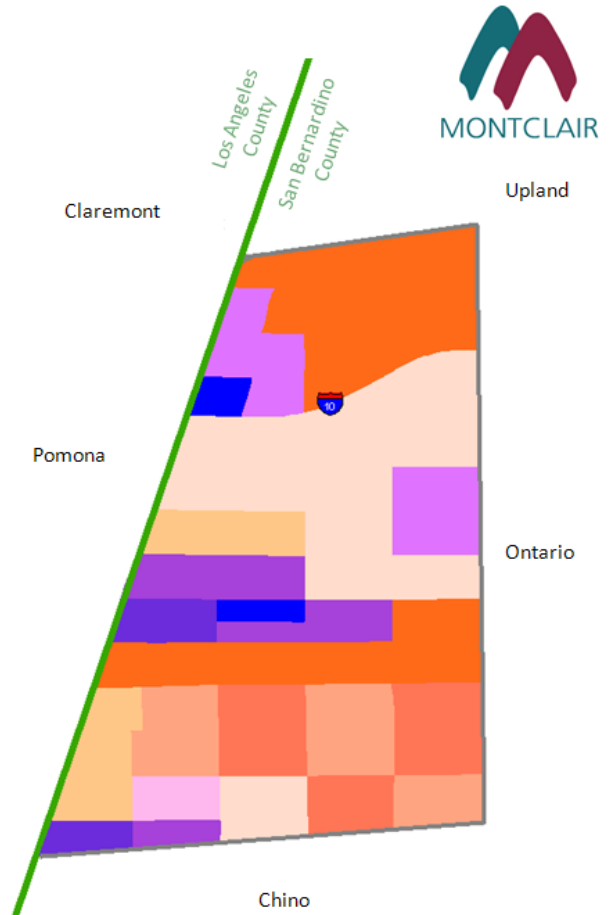 MONTCLAIR
Los Angeles
County
San Bernardino
County
Upland
Claremont
10
Pomona
Ontario
Chino